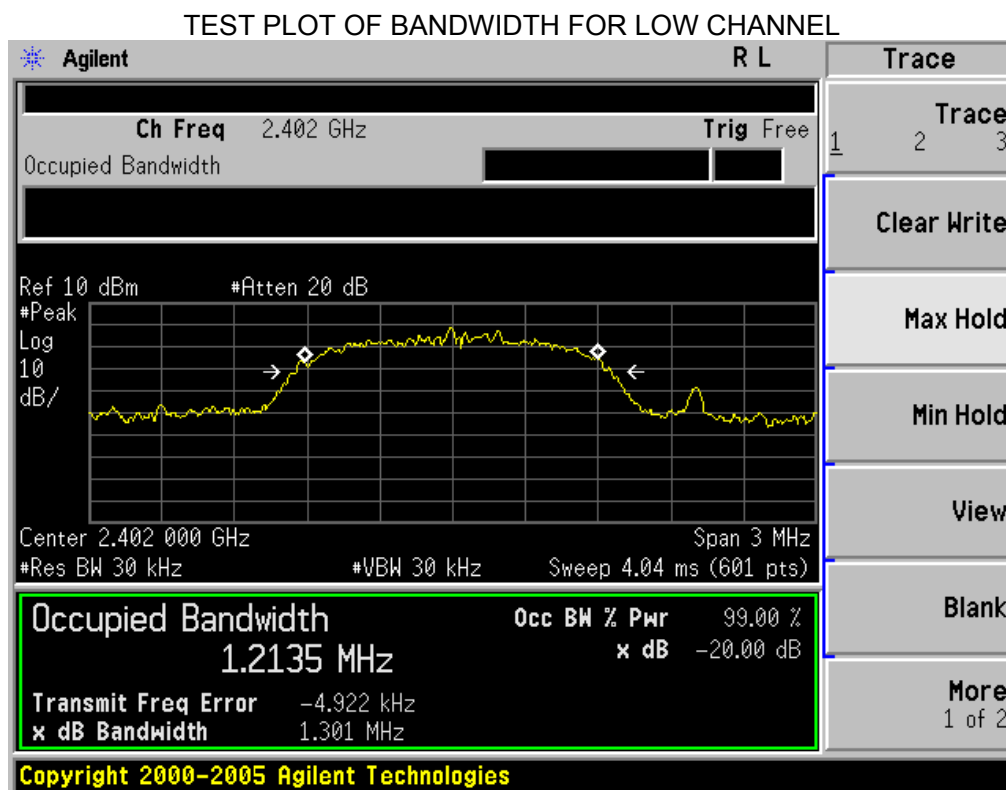 TEST PLOT OF BANDWIDTH FOR LOW CHANNEL
Agilent R L Trace
Ch Freq 2.402 GHz Trig Free
Occupied Bandwidth
Trace
1 2 3
Clear Write
Max Hold
Min Hold
View
Blank
More
1 of 2
Ref 10 dBm #Atten 20 dB
#Peak
Log
10
dB/
Center 2.402 000 GHz Span 3 MHz
#Res BW 30 kHz #VBW 30 kHz Sweep 4.04 ms (601 pts)
Occupied Bandwidth Occ BW % Pwr 99.00 %
1.2135 MHz x dB -20.00 dB
Transmit Freq Error -4.922 kHz
x dB Bandwidth 1.301 MHz
Copyright 2000-2005 Agilent Technologies